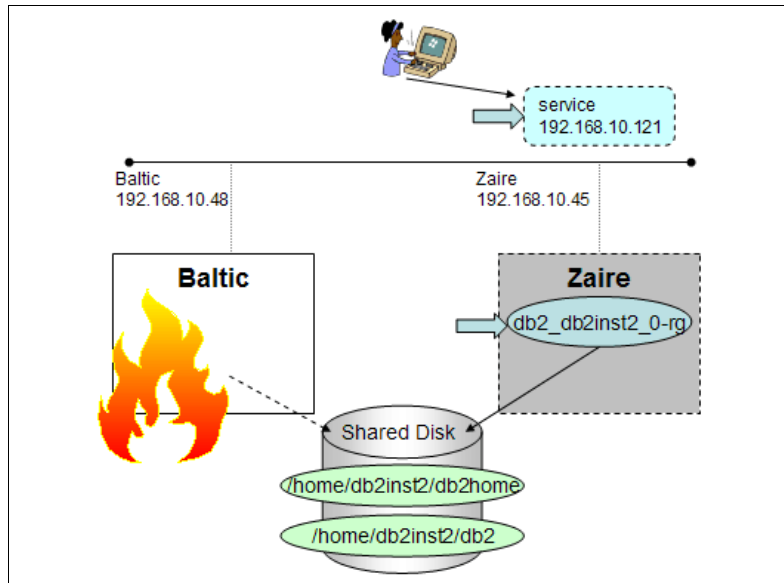 service
192.168.10.121
Baltic
192.168.10.48
Zaire
192.168.10.45
Baltic
Zaire
db2_db2inst2_0-rg
Shared Disk
/home/db2inst2/db2home
/home/db2inst2/db2